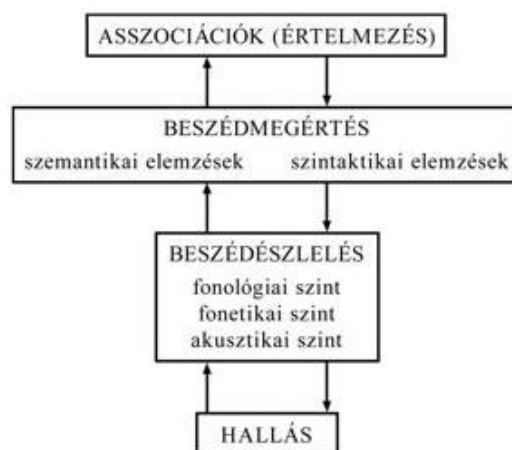 ASSZOCIÁCIÓK (ÉRTELMEZÉS)
BESZÉDMEGÉRTÉS
szemantikai elemzések szintaktikai elemzések
BESZÉDÉSZLELÉS
fonológiai szint
fonetikai szint
akusztikai szint
HALLÁS